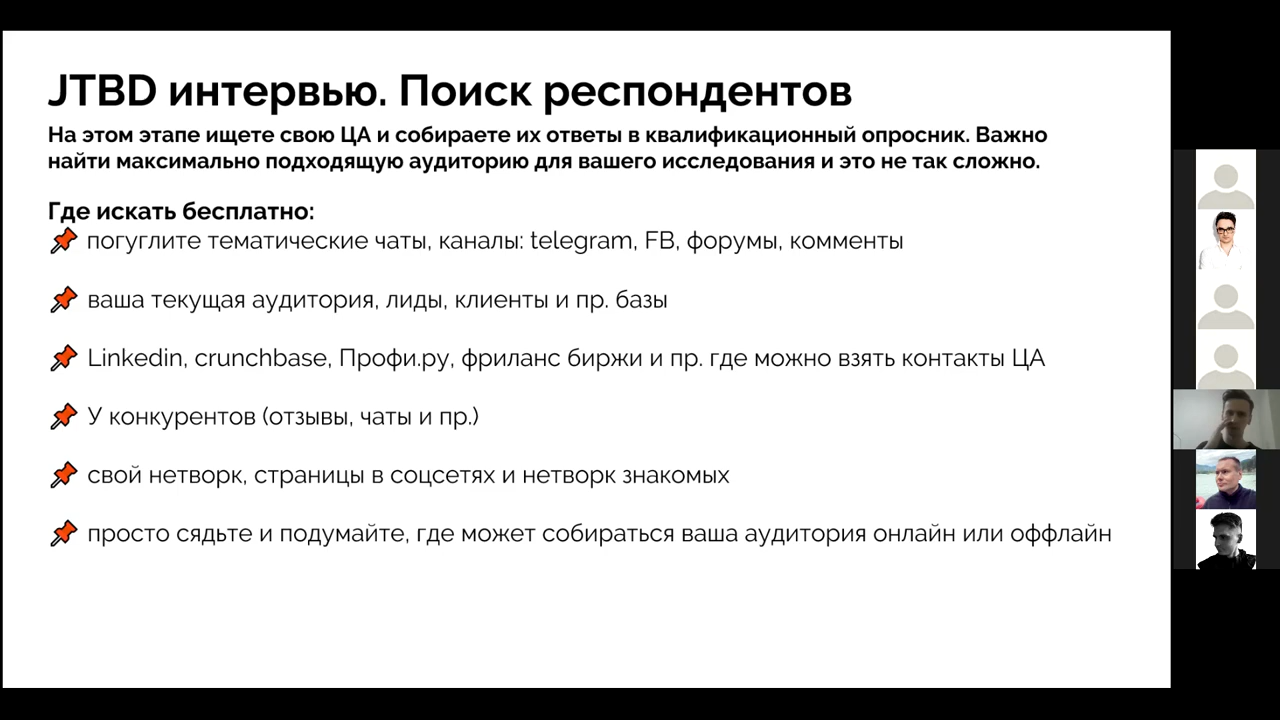 JTBD интервью. Поиск респондентов
На этом этапе ищете свою ЦА и собираете их ответы в квалификационный опросник. Важно
найти максимально подходящую аудиторию для вашего исследования и это не так сложно.
Где искать бесплатно:
погуглите тематические чаты, каналы: telegram, FB, форумы, комменты
ваша текущая аудитория, лиды, клиенты и пр. базы
Linkedin, crunchbase, Профи.ру, фриланс биржи и пр. где можно взять контакты ЦА
У конкурентов (отзывы, чаты и пр.)
свой нетворк, страницы в соцсетях и нетворк знакомых
просто сядьте и подумайте, где может собираться ваша аудитория онлайн или оффлайн